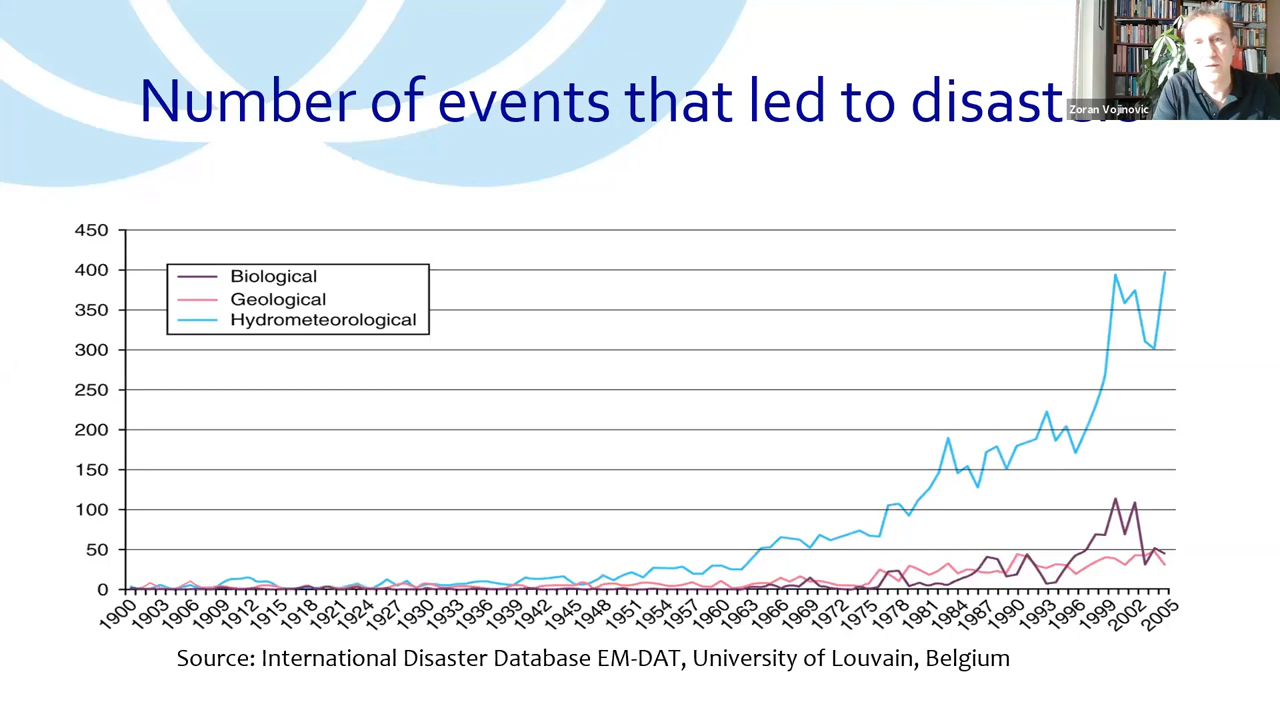 Number of events that led to
Zoran Vojinovic
450
400
350
300
250
200
150
100
50
0
Biological
Geological
Hydrometeorological
1900 1903 1906 1909 1912 1915 1918 1921 1924 1927 1930 1933 1936 1939 1942 1945 1948 1951 1954 1957 1960 1963 1966 1969 1972 1975 1978 1981 1984 1987 1990 1993 1996 1999 2002 2005
Source: International Disaster Database EM-DAT, University of Louvain, Belgium